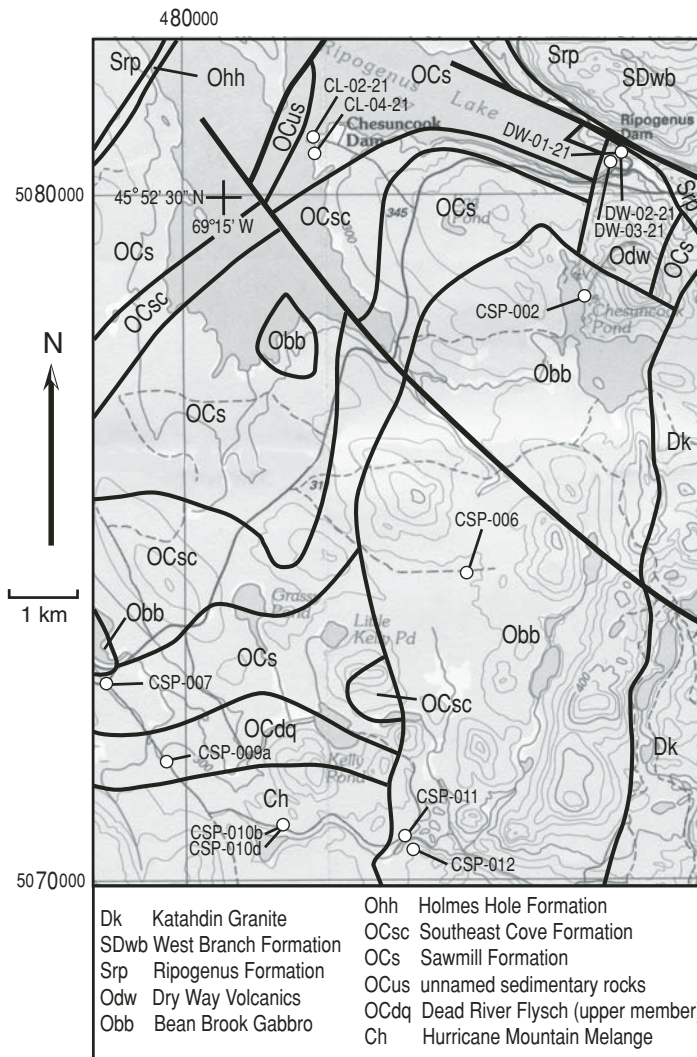 480000
Srp
Ohh
Ripogenus
Lake
OCs
Srp
SDwb
CL-02-21
CL-04-21
OCus
Chesuncook
Dam
DW-01-21
Ripogenus
Dam
5080000
45° 52' 30" N
69°15' W
OCsc
345
300
OCs
Pond
DW-02-21
DW-03-21
Srp
OCs
Odw
OCs
OCsc
CSP-002
Chesuncook
Pond
N
Obb
Obb
OCs
Dk
31
CSP-006
OCsc
1 km
Grassy
Pond
Little
Kelly Pd
Obb
Obb
OCs
CSP-007
OCsc
400
OCdq
Dk
CSP-009a
300
Kelly
Pond
Ch
CSP-011
CSP-010b
CSP-010d
CSP-012
5070000
Dk Katahdin Granite
SDwb West Branch Formation
Srp Ripogenus Formation
Odw Dry Way Volcanics
Obb Bean Brook Gabbro
Ohh Holmes Hole Formation
OCsc Southeast Cove Formation
OCs Sawmill Formation
OCus unnamed sedimentary rocks
OCdq Dead River Flysch (upper member)
Ch Hurricane Mountain Melange